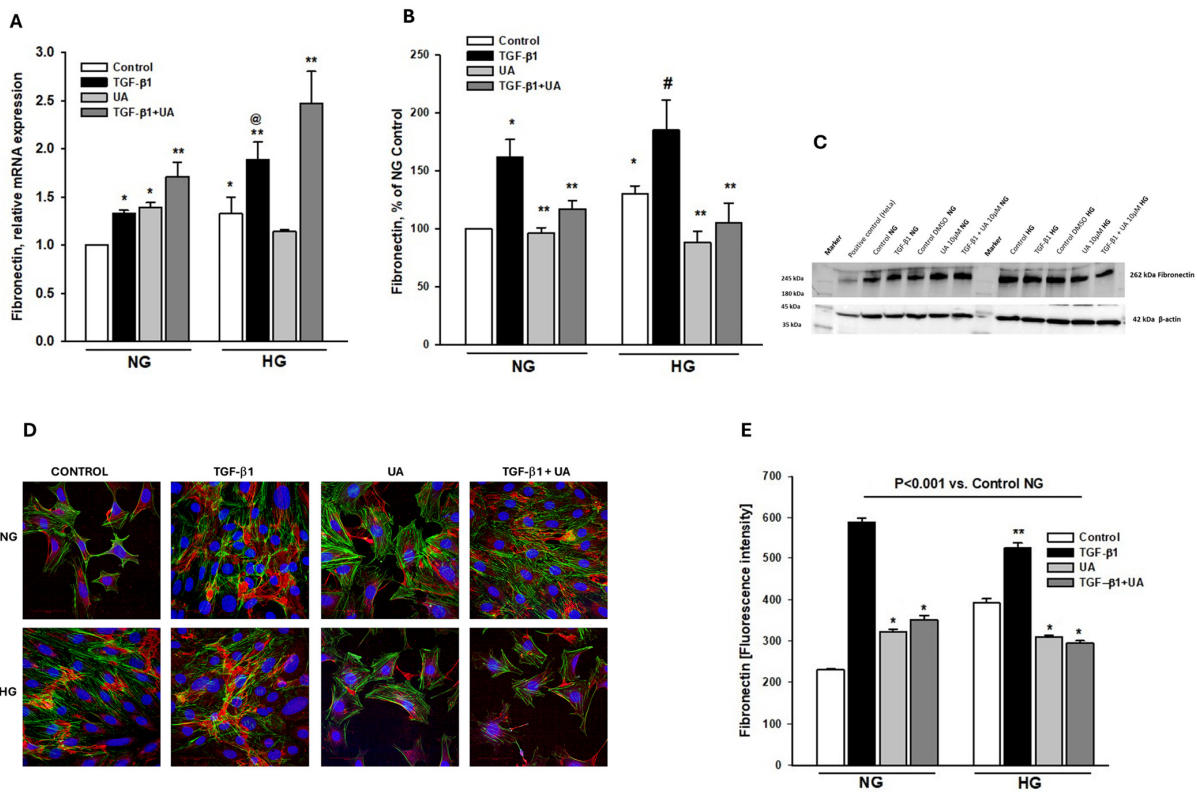 A
Fibronectin, relative mRNA expression
3.0
2.5
2.0
1.5
1.0
1.5
0.0
Control
TGF-β1
UA
TGF-β1+UA
*
*
**
*
@
**
**
NG
HG
B
Fibronectin, % of NG Control
250
200
150
100
50
0
Control
TGF-β1
UA
TGF-β1+UA
*
**
**
*
#
**
**
NG
HG
C
Marker
Positive control (HeLa)
Control NG
TGF-β1 NG
Control DMSO NG
UA 10µM NG
TGF-β1 + UA 10µM NG
Marker
Control HG
TGF-β1 HG
Control DMSO HG
UA 10µM HG
TGF-β1 + UA 10µM HG
245 kDa
180 kDa
45 kDa
35 kDa
262 kDa Fibronectin
42 kDa β-actin
D
CONTROL
TGF-β1
UA
TGF-β1 + UA
NG
HG
E
Fibronectin [Fluorescence intensity]
700
600
500
400
300
200
100
0
P<0.001 vs. Control NG
Control
TGF-β1
UA
TGF–β1+UA
*
*
**
*
*
NG
HG